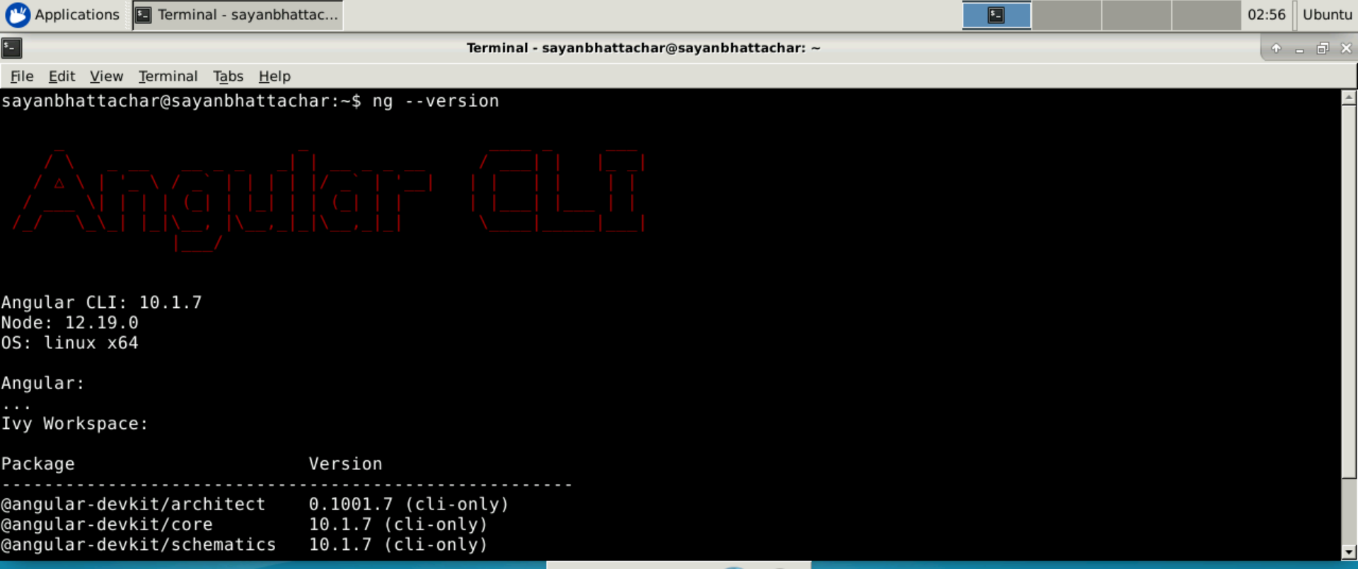 Applications
Terminal - sayanbhattac...
02:56
Ubuntu
Terminal - sayanbhattachar@sayanbhattachar: ~
File Edit View Terminal Tabs Help
sayanbhattachar@sayanbhattachar:~$ ng --version
Angular CLI
Angular CLI: 10.1.7
Node: 12.19.0
OS: linux x64
Angular:
...
Ivy Workspace:
Package Version
------------------------------------------------------
@angular-devkit/architect 0.1001.7 (cli-only)
@angular-devkit/core 10.1.7 (cli-only)
@angular-devkit/schematics 10.1.7 (cli-only)